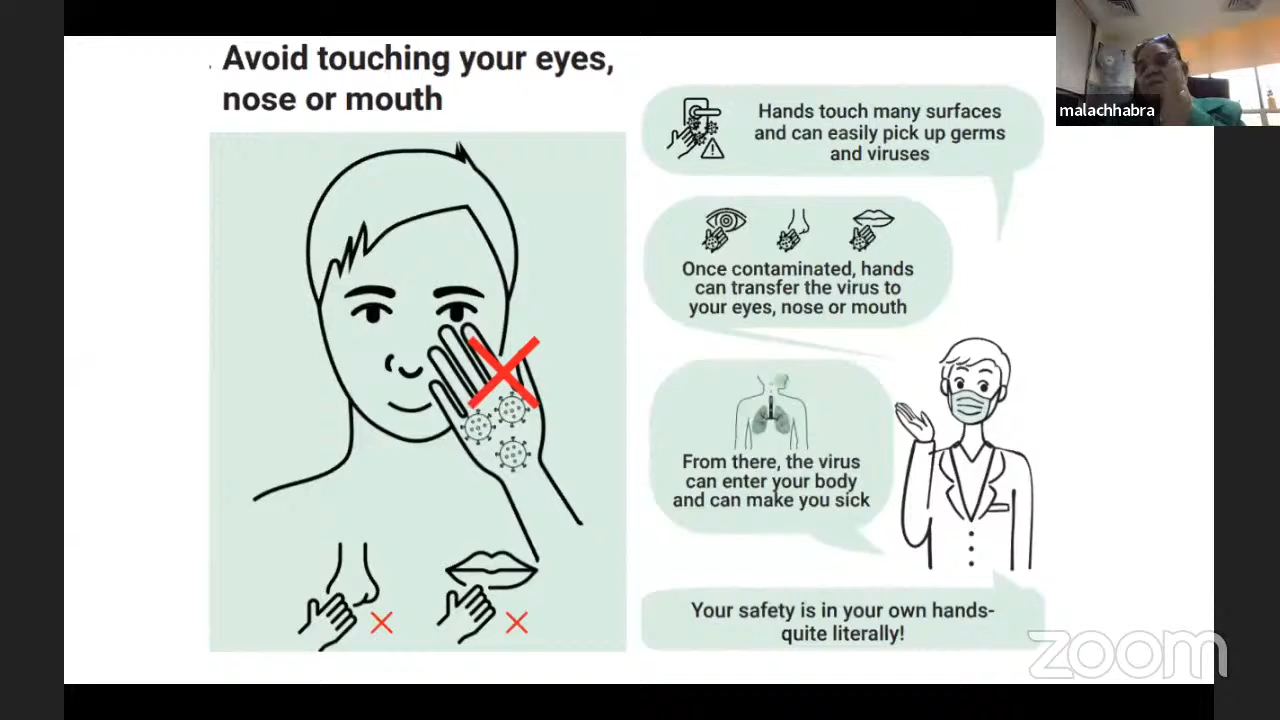 Avoid touching your eyes,
nose or mouth
malachhabra
Hands touch many surfaces
and can easily pick up germs
and viruses
Once contaminated, hands
can transfer the virus to
your eyes, nose or mouth
From there, the virus
can enter your body
and can make you sick
Your safety is in your own hands-
quite literally!
zoom